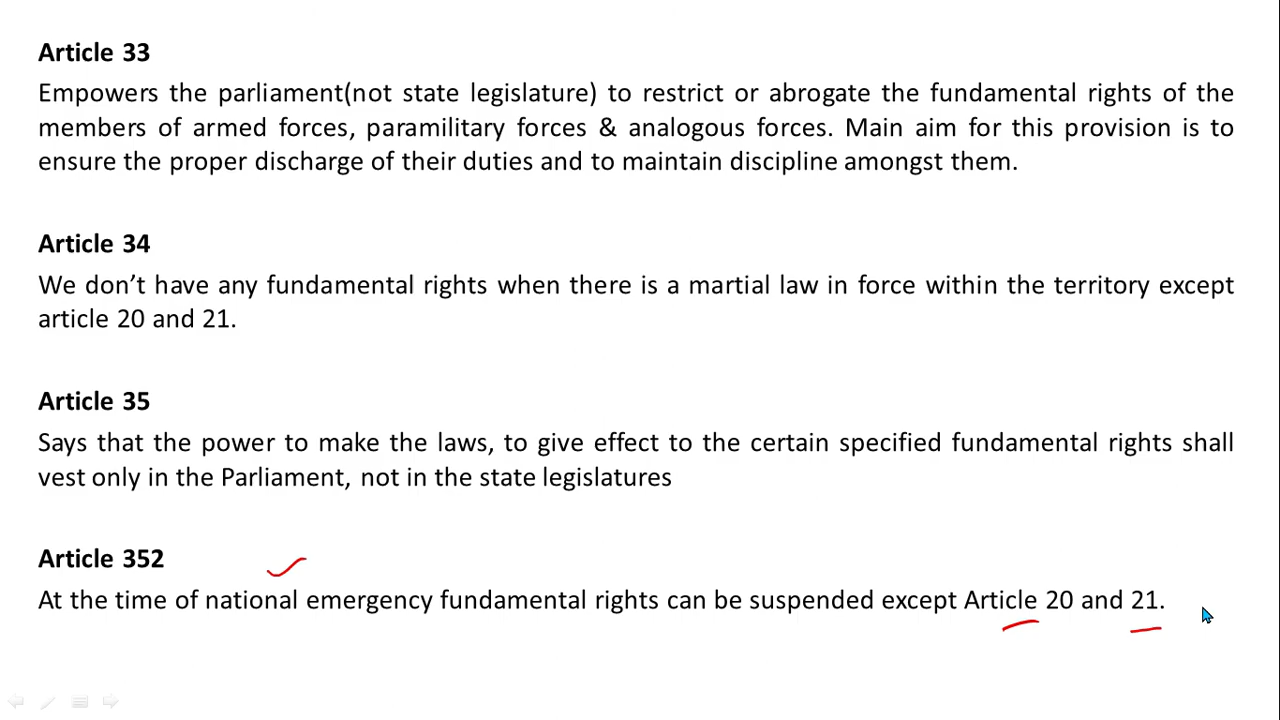 Article 33
Empowers the parliament(not state legislature) to restrict or abrogate the fundamental rights of the
members of armed forces, paramilitary forces & analogous forces. Main aim for this provision is to
ensure the proper discharge of their duties and to maintain discipline amongst them.
Article 34
We don’t have any fundamental rights when there is a martial law in force within the territory except
article 20 and 21.
Article 35
Says that the power to make the laws, to give effect to the certain specified fundamental rights shall
vest only in the Parliament, not in the state legislatures
Article 352
At the time of national emergency fundamental rights can be suspended except Article 20 and 21.